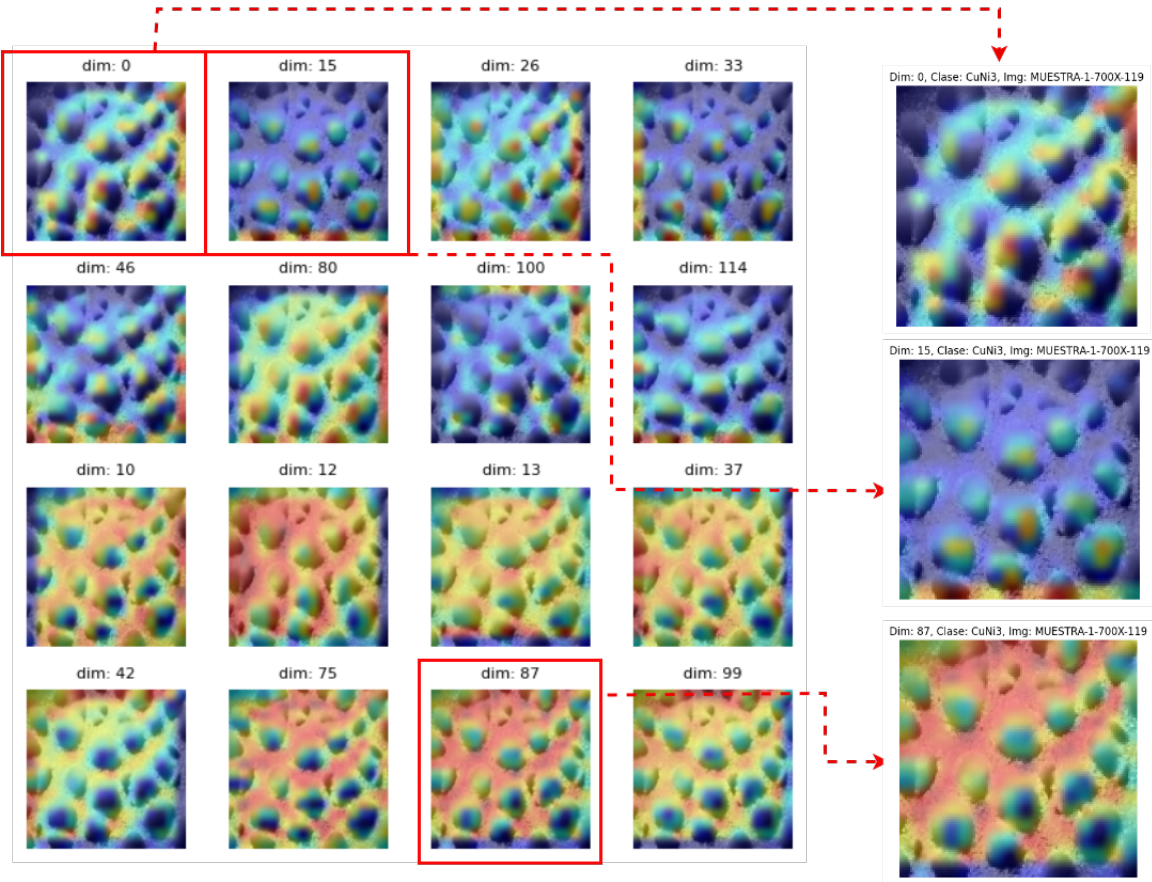 dim: 0
dim: 15
dim: 26
dim: 33
dim: 46
dim: 80
dim: 100
dim: 114
dim: 10
dim: 12
dim: 13
dim: 37
dim: 42
dim: 75
dim: 87
dim: 99
Dim: 0, Clase: CuNi3, Img: MUESTRA-1-700X-119
Dim: 15, Clase: CuNi3, Img: MUESTRA-1-700X-119
Dim: 87, Clase: CuNi3, Img: MUESTRA-1-700X-119